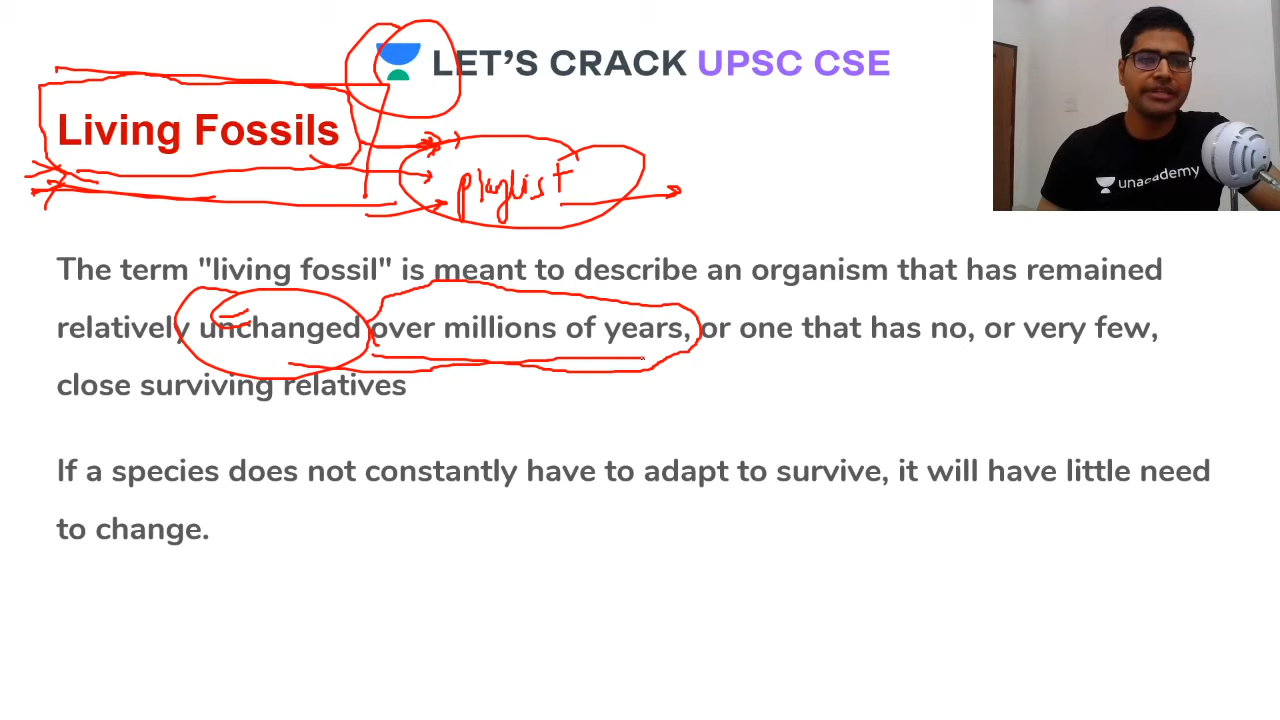 LET'S CRACK UPSC CSE
Living Fossils
playlist
unacademy
The term "living fossil" is meant to describe an organism that has remained
relatively unchanged over millions of years, or one that has no, or very few,
close surviving relatives
If a species does not constantly have to adapt to survive, it will have little need
to change.